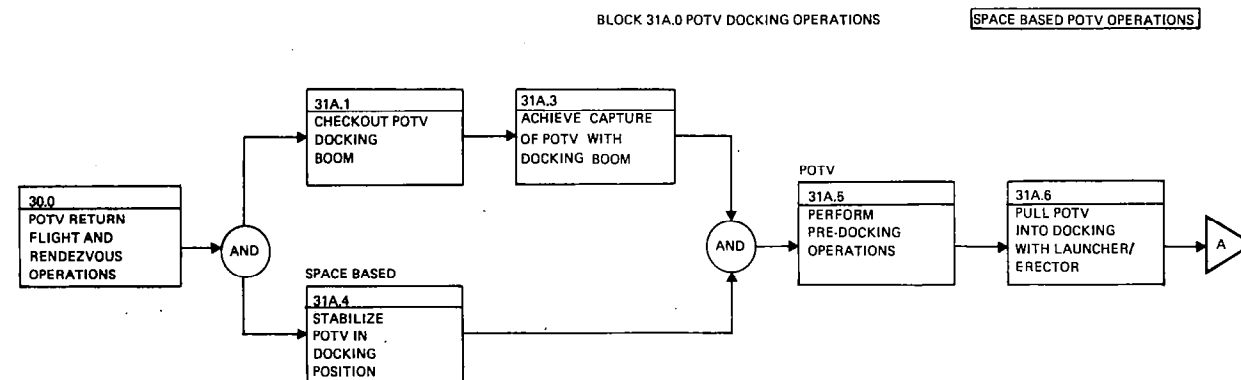 BLOCK 31A.0 POTV DOCKING OPERATIONS
SPACE BASED POTV OPERATIONS
30.0
POTV RETURN
FLIGHT AND
RENDEZVOUS
OPERATIONS
AND
31A.1
CHECKOUT POTV
DOCKING
BOOM
31A.3
ACHIEVE CAPTURE
OF POTV WITH
DOCKING BOOM
SPACE BASED
31A.4
STABILIZE
POTV IN
DOCKING
POSITION
AND
POTV
31A.5
PERFORM
PRE-DOCKING
OPERATIONS
31A.6
PULL POTV
INTO DOCKING
WITH LAUNCHER/
ERECTOR
A